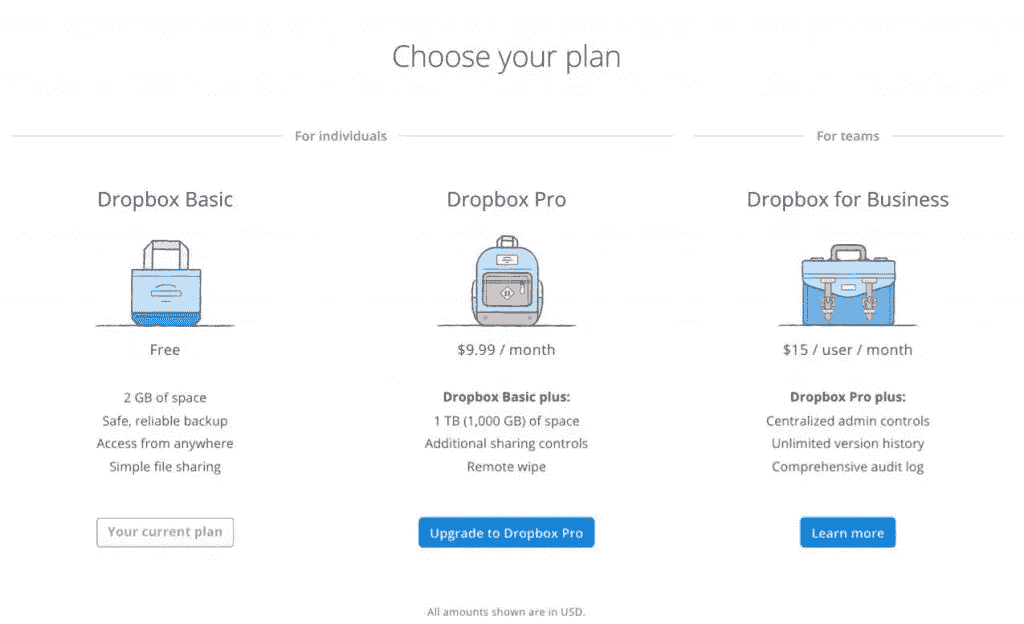 Choose your plan
For individuals
For teams
Dropbox Basic
Free
2 GB of space
Safe, reliable backup
Access from anywhere
Simple file sharing
Your current plan
Dropbox Pro
$9.99 / month
Dropbox Basic plus:
1 TB (1,000 GB) of space
Additional sharing controls
Remote wipe
Upgrade to Dropbox Pro
Dropbox for Business
$15 / user / month
Dropbox Pro plus:
Centralized admin controls
Unlimited version history
Comprehensive audit log
Learn more
All amounts shown are in USD.